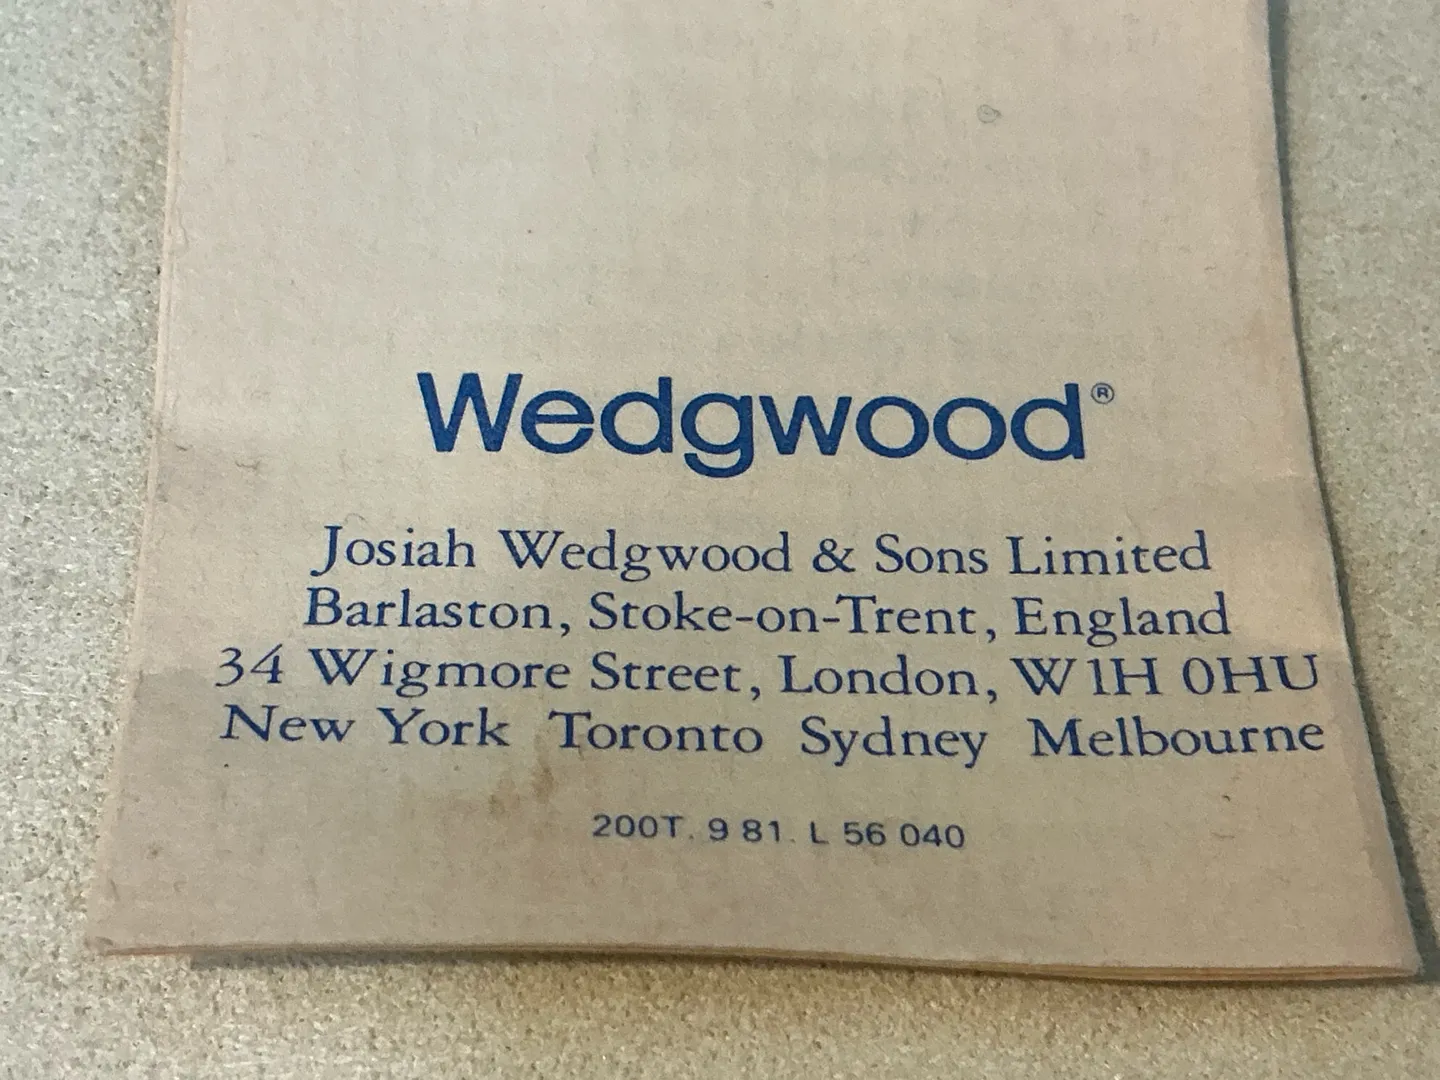 Wedgwood®
Josiah Wedgwood & Sons Limited
Barlaston, Stoke-on-Trent, England
34 Wigmore Street, London, W1H 0HU
New York Toronto Sydney Melbourne
200T. 9 81. L 56 040